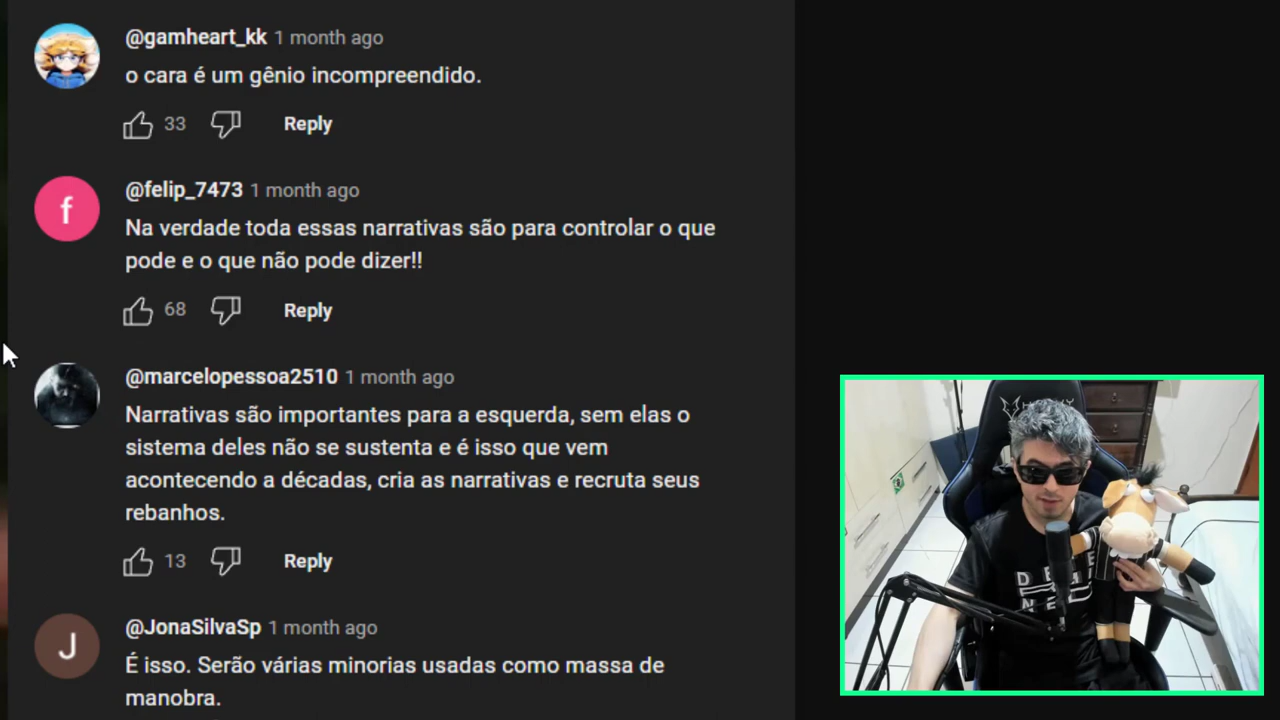 @gamheart_kk 1 month ago
o cara é um gênio incompreendido.
33 Reply
f
@felip_7473 1 month ago
Na verdade toda essas narrativas são para controlar o que
pode e o que não pode dizer!!
68 Reply
@marcelopessoa2510 1 month ago
Narrativas são importantes para a esquerda, sem elas o
sistema deles não se sustenta e é isso que vem
acontecendo a décadas, cria as narrativas e recruta seus
rebanhos.
13 Reply
J
@JonaSilvaSp 1 month ago
É isso. Serão várias minorias usadas como massa de
manobra.